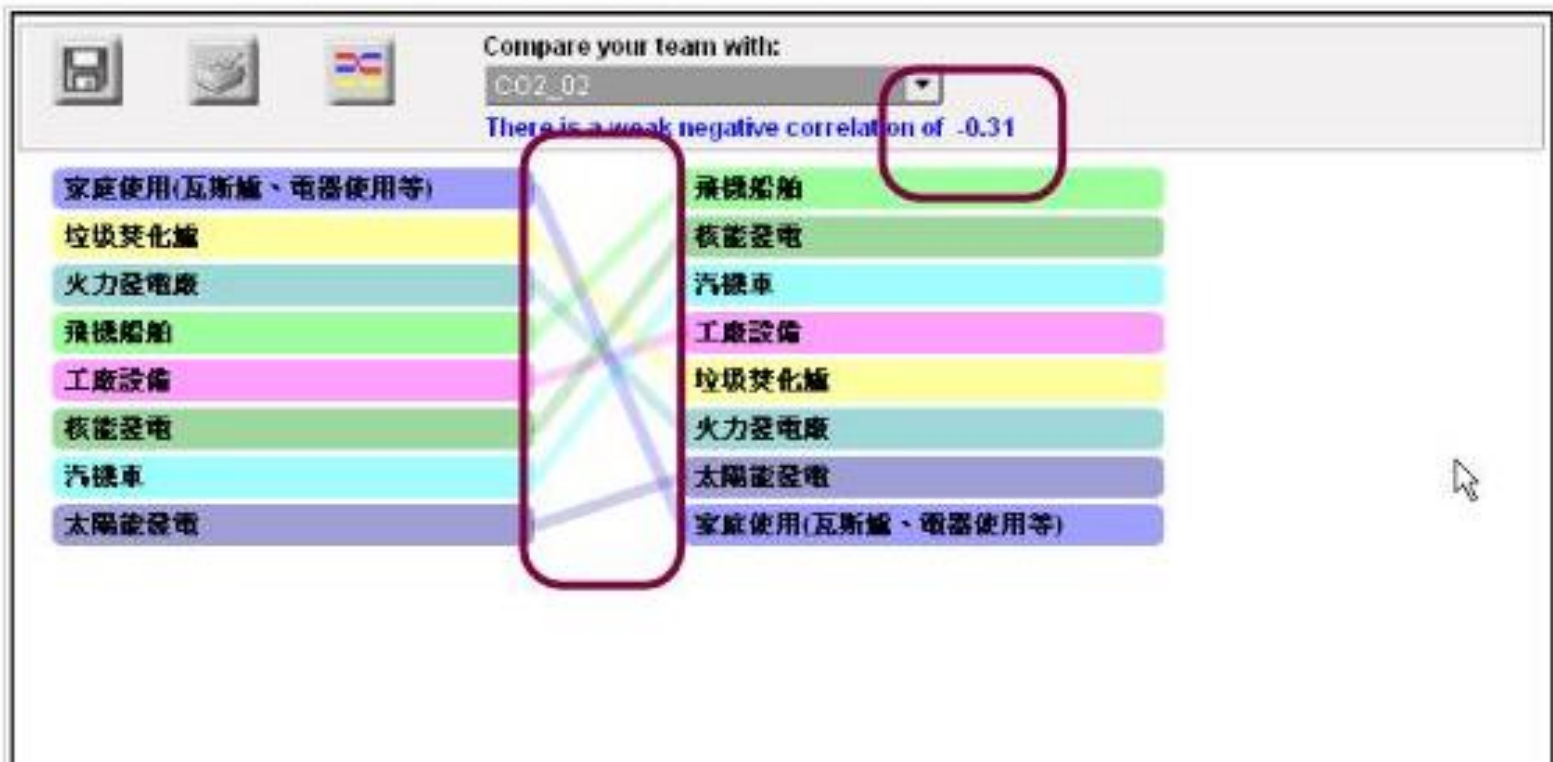 Compare your team with:
CO2_02
There is a weak negative correlation of -0.31
家庭使用(瓦斯爐、電器使用等)
垃圾焚化爐
火力發電廠
飛機船舶
工廠設備
核能發電
汽機車
太陽能發電
飛機船舶
核能發電
汽機車
工廠設備
垃圾焚化爐
火力發電廠
太陽能發電
家庭使用(瓦斯爐、電器使用等)